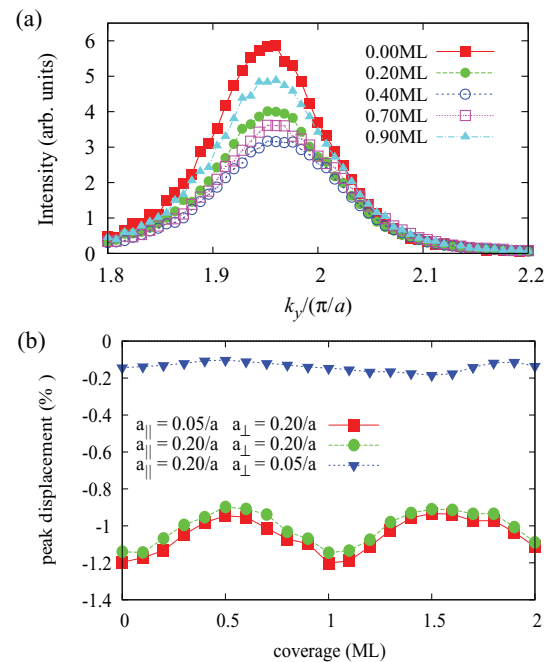 (a)
Intensity (arb. units)
6
5
4
3
2
1
0
0.00ML
0.20ML
0.40ML
0.70ML
0.90ML
1.8 1.9 2 2.1 2.2
k_y/(π/a)
(b)
peak displacement (%)
0
-0.2
-0.4
-0.6
-0.8
-1
-1.2
-1.4
a_|| = 0.05/a a_⊥ = 0.20/a
a_|| = 0.20/a a_⊥ = 0.20/a
a_|| = 0.20/a a_⊥ = 0.05/a
0 0.5 1 1.5 2
coverage (ML)